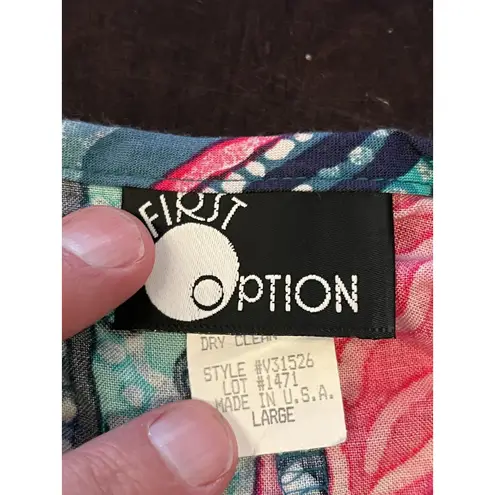 FIRST
OPTION
DRY CLEAN
STYLE #V31526
LOT #1471
MADE IN U.S.A.
LARGE